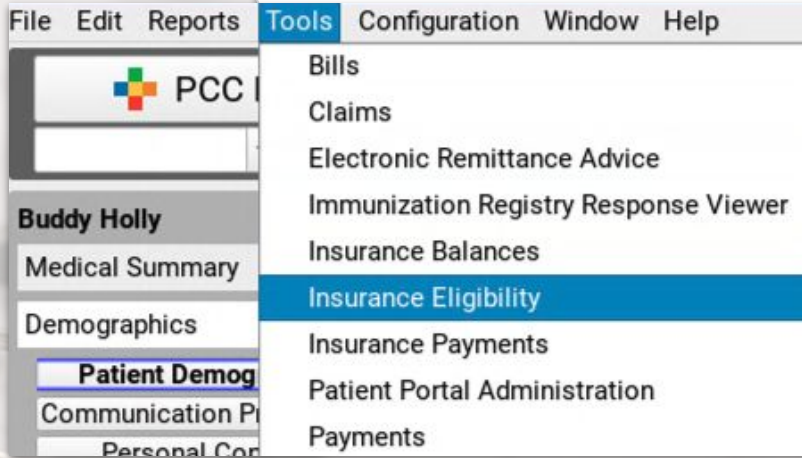 File Edit Reports Tools Configuration Window Help
PCC
Bills
Claims
Electronic Remittance Advice
Immunization Registry Response Viewer
Insurance Balances
Insurance Eligibility
Insurance Payments
Patient Portal Administration
Payments
Buddy Holly
Medical Summary
Demographics
Patient Demog
Communication
Personal